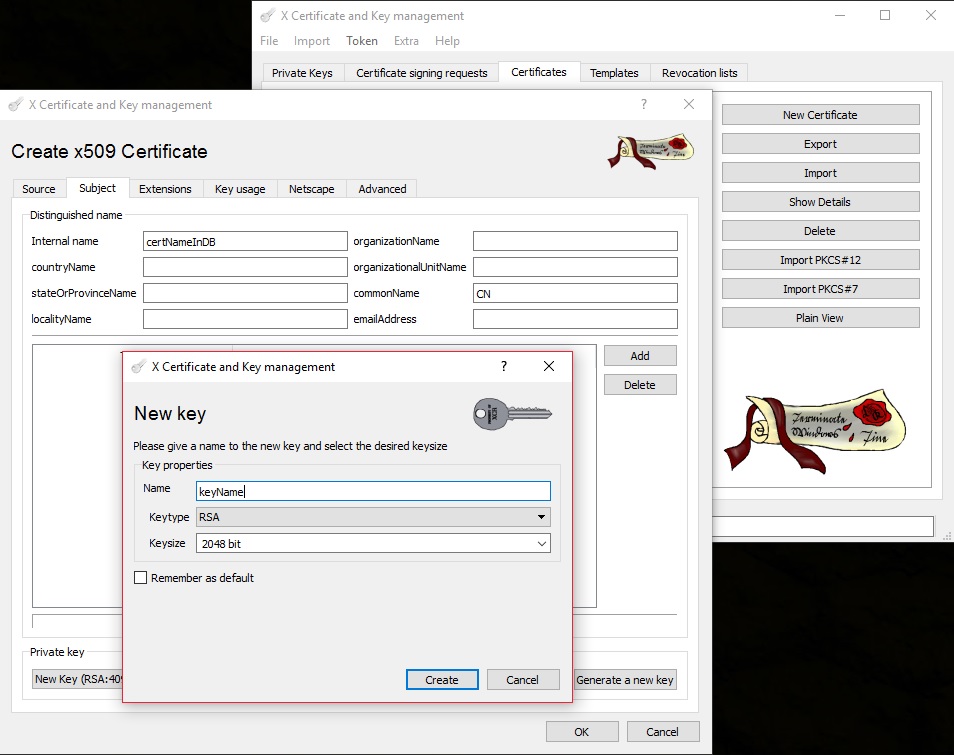 X Certificate and Key management
File Import Token Extra Help
Private Keys Certificate signing requests Certificates Templates Revocation lists
New Certificate
Export
Import
Show Details
Delete
Import PKCS#12
Import PKCS#7
Plain View
X Certificate and Key management ?
Create x509 Certificate
Source Subject Extensions Key usage Netscape Advanced
Distinguished name
Internal name certNameInDB organizationName
countryName organizationalUnitName
stateOrProvinceName commonName CN
localityName emailAddress
Add
Delete
X Certificate and Key management ?
New key
Please give a name to the new key and select the desired keysize
Key properties
Name keyName
Keytype RSA
Keysize 2048 bit
Remember as default
Create Cancel
Private key
New Key (RSA:409 Generate a new key
OK Cancel